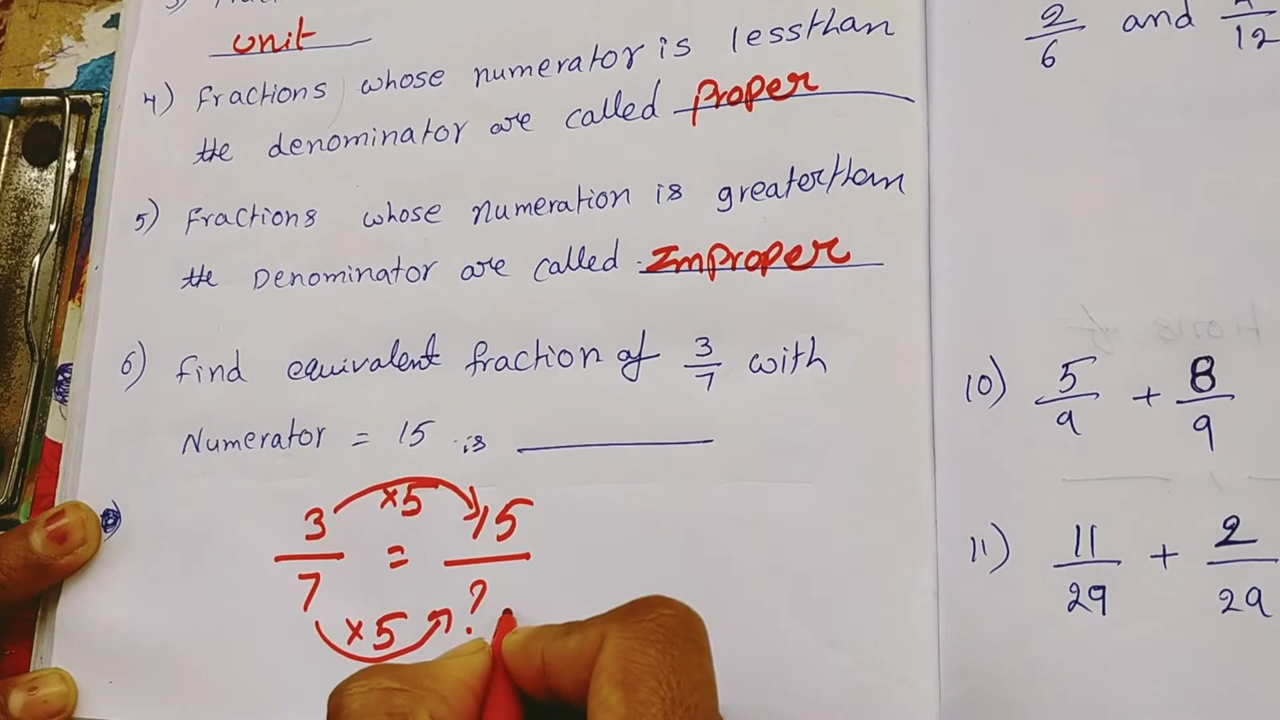 3)
unit
4) Fractions whose numerator is lessthan
the denominator are called Proper
5) Fractions whose numeration is greaterthan
the Denominator are called Improper
6) Find equivalent fraction of 3/7 with
Numerator = 15 is
×5
3/7 = 15/?
×5
2/6 and /12
10) 5/9 + 8/9
11) 11/29 + 2/29